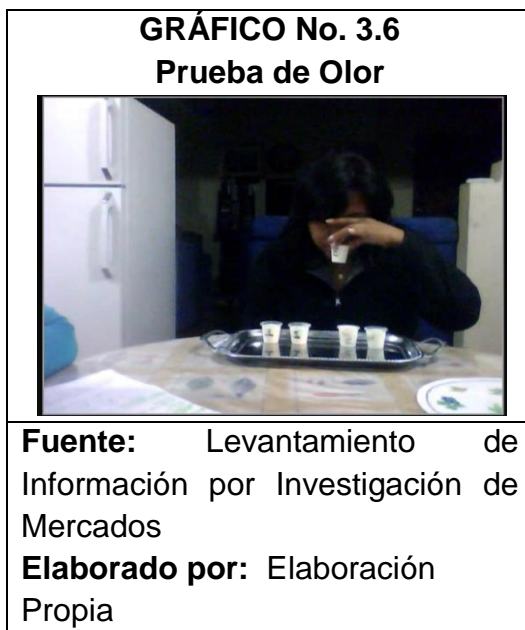 GRÁFICO No. 3.6
Prueba de Olor
Fuente: Levantamiento de
Información por Investigación de
Mercados
Elaborado por: Elaboración
Propia